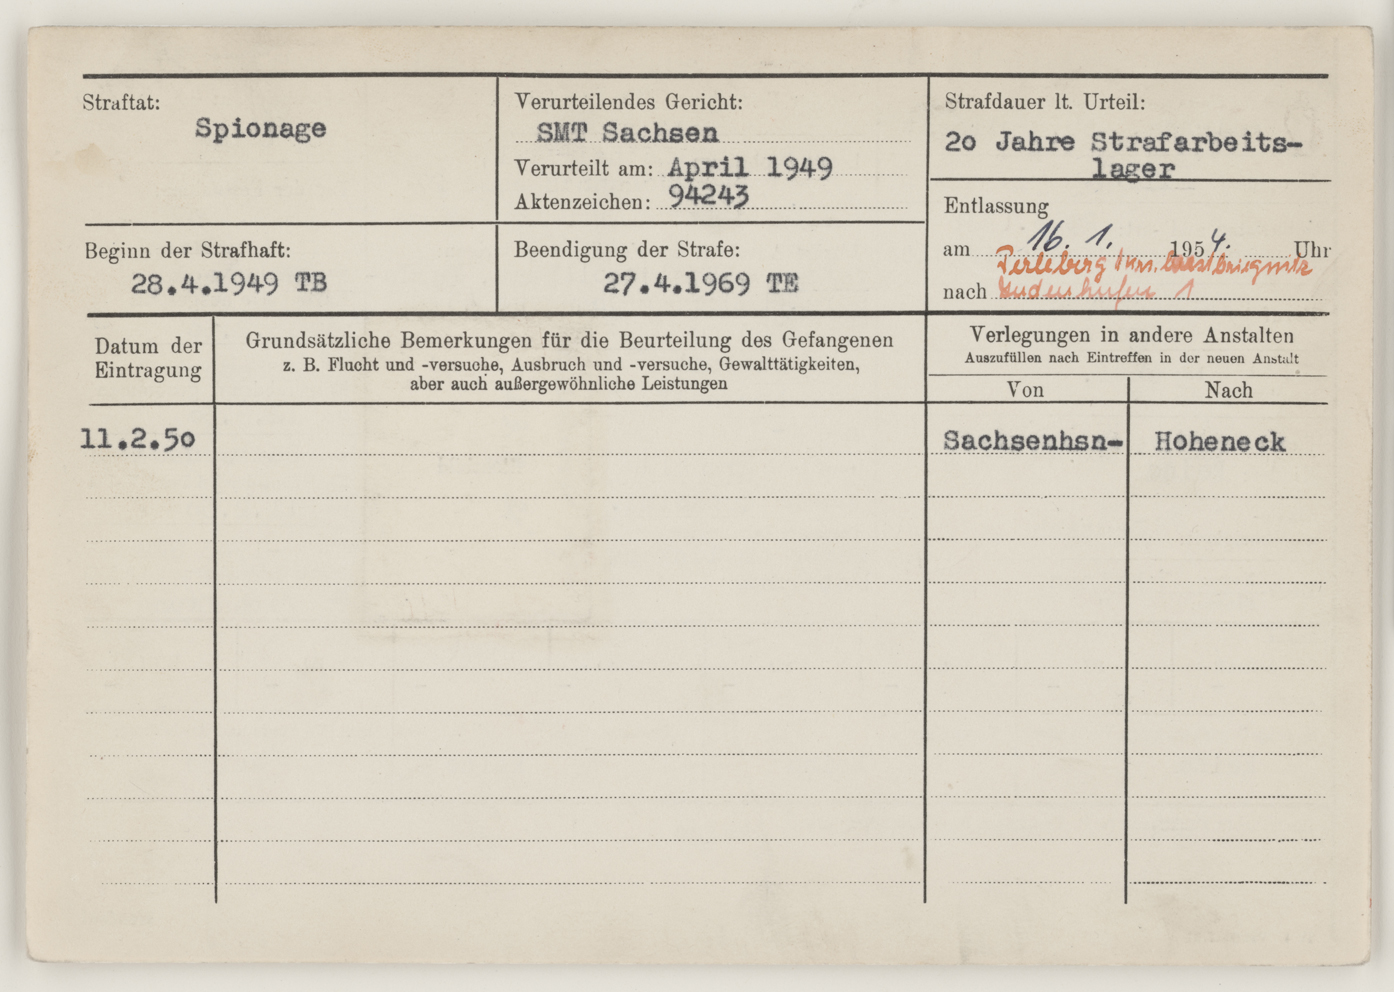 Straftat:
Spionage
Verurteilendes Gericht:
SMT Sachsen
Verurteilt am: April 1949
Aktenzeichen: 94243
Strafdauer lt. Urteil:
20 Jahre Strafarbeits-
lager
Entlassung
am 16. 1. 1954. Uhr
Perleberg
nach
Beginn der Strafhaft:
28.4.1949 TB
Beendigung der Strafe:
27.4.1969 TE
Datum der
Eintragung
Grundsätzliche Bemerkungen für die Beurteilung des Gefangenen
z. B. Flucht und -versuche, Ausbruch und -versuche, Gewalttätigkeiten,
aber auch außergewöhnliche Leistungen
Verlegungen in andere Anstalten
Auszufüllen nach Eintreffen in der neuen Anstalt
Von Nach
11.2.50 Sachsenhsn- Hoheneck